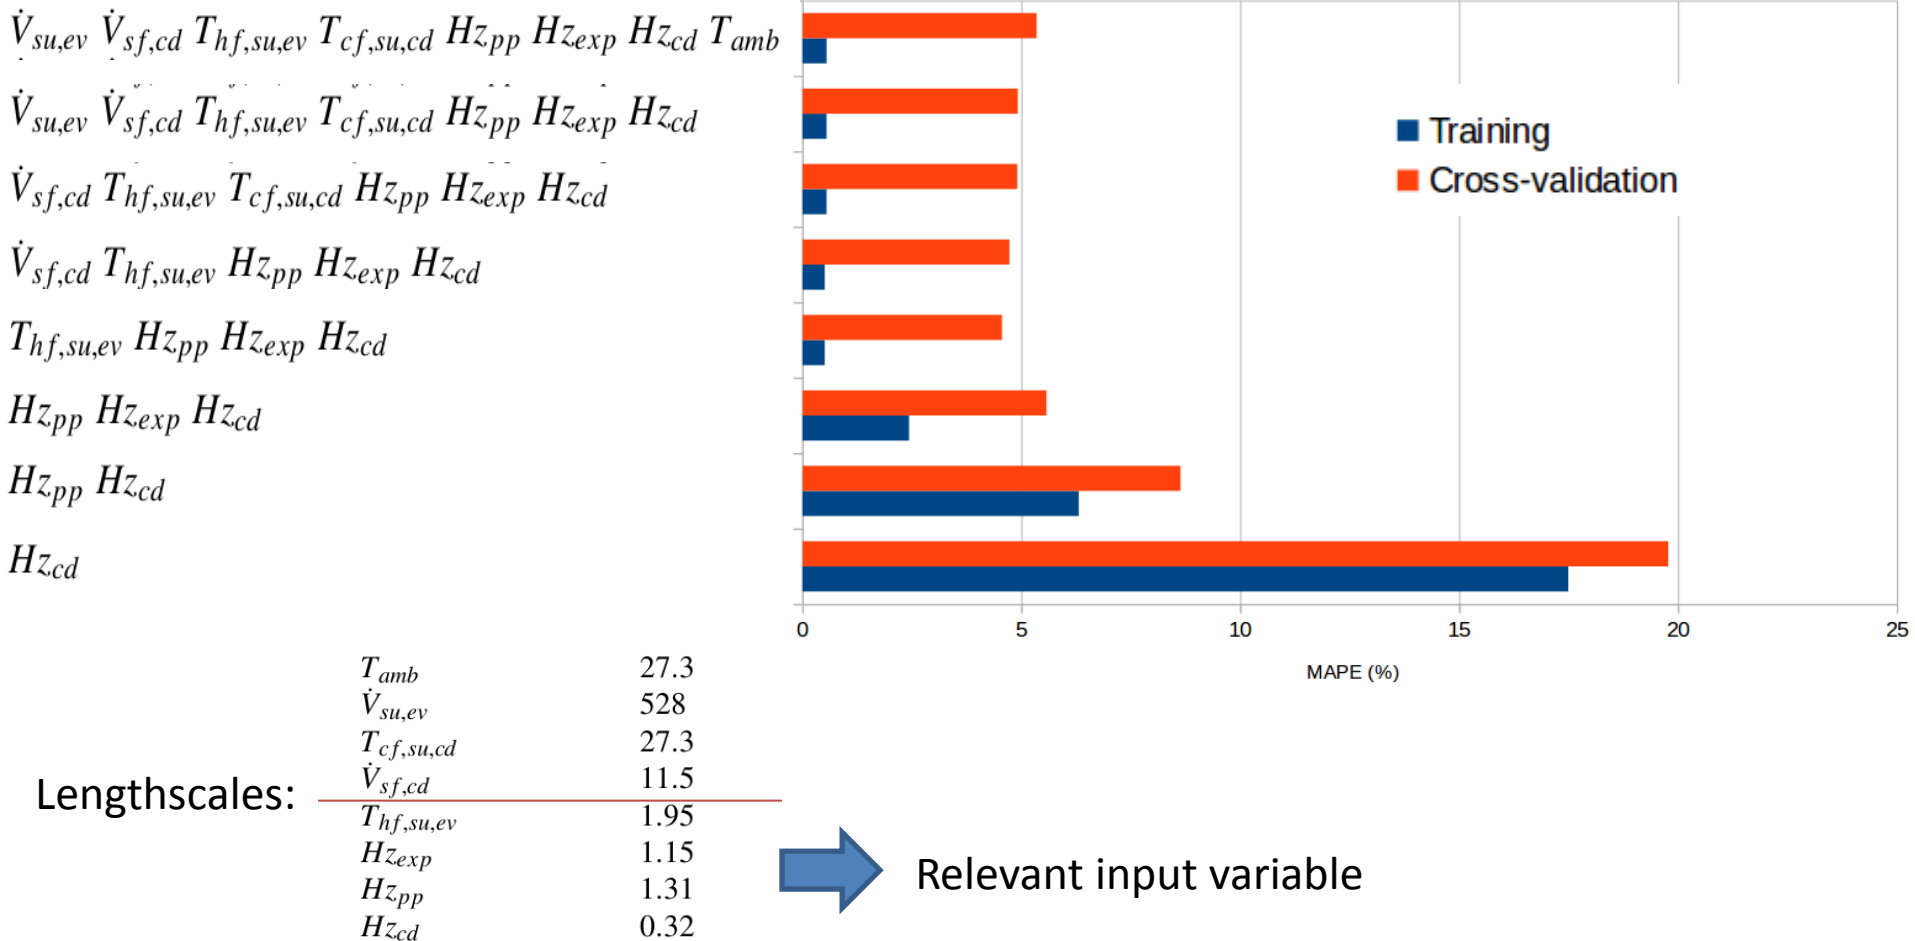 V̇su,ev V̇sf,cd Thf,su,ev Tcf,su,cd Hzpp Hzexp Hzcd Tamb
V̇su,ev V̇sf,cd Thf,su,ev Tcf,su,cd Hzpp Hzexp Hzcd
V̇sf,cd Thf,su,ev Tcf,su,cd Hzpp Hzexp Hzcd
V̇sf,cd Thf,su,ev Hzpp Hzexp Hzcd
Thf,su,ev Hzpp Hzexp Hzcd
Hzpp Hzexp Hzcd
Hzpp Hzcd
Hzcd
Training
Cross-validation
0 5 10 15 20 25
MAPE (%)
Lengthscales:
Tamb 27.3
V̇su,ev 528
Tcf,su,cd 27.3
V̇sf,cd 11.5
Thf,su,ev 1.95
Hzexp 1.15
Hzpp 1.31
Hzcd 0.32
Relevant input variable